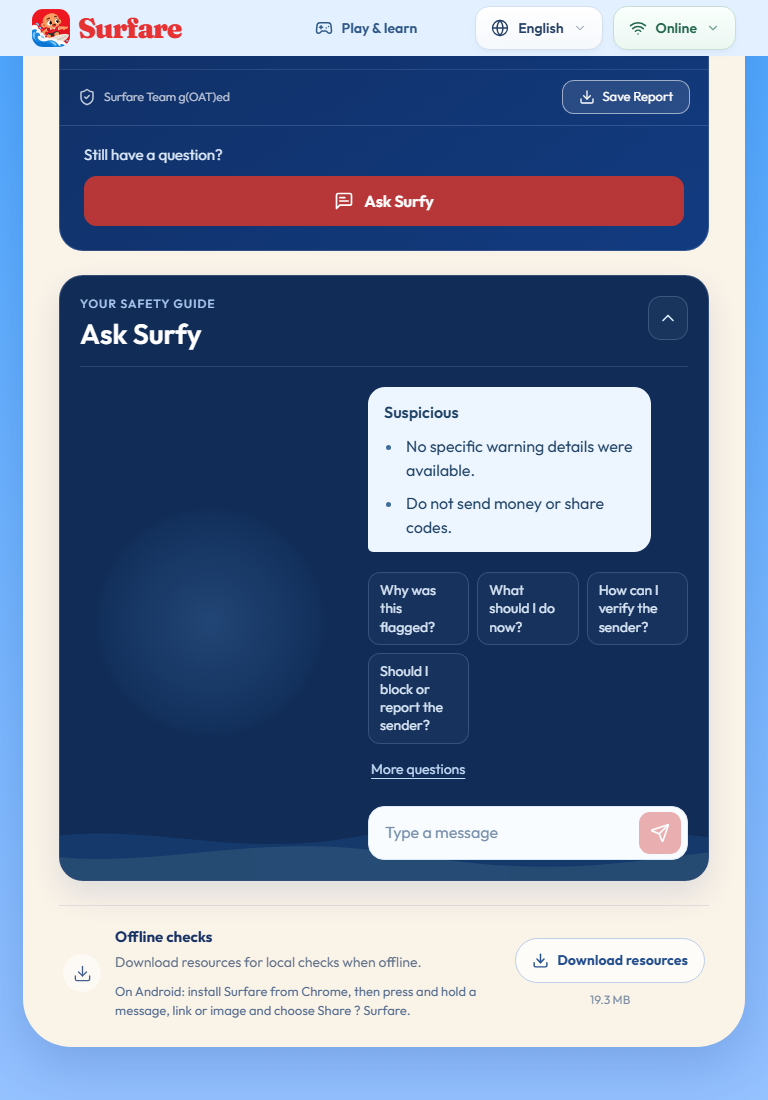 Surfare
Play & learn
English
Online
Surfare Team g(OAT)ed
Save Report
Still have a question?
Ask Surfy
YOUR SAFETY GUIDE
Ask Surfy
Suspicious
No specific warning details were
available.
Do not send money or share
codes.
Why was
this
flagged?
What
should I do
now?
How can I
verify the
sender?
Should I
block or
report the
sender?
More questions
Type a message
Offline checks
Download resources for local checks when offline.
On Android: install Surfare from Chrome, then press and hold a
message, link or image and choose Share ? Surfare.
Download resources
19.3 MB